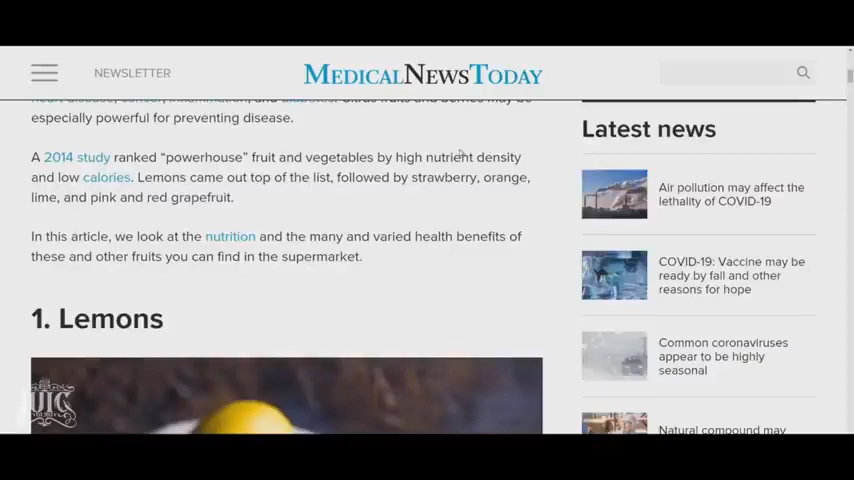 NEWSLETTER
MEDICALNEWSTODAY
especially powerful for preventing disease.
A 2014 study ranked “powerhouse” fruit and vegetables by high nutrient density
and low calories. Lemons came out top of the list, followed by strawberry, orange,
lime, and pink and red grapefruit.
In this article, we look at the nutrition and the many and varied health benefits of
these and other fruits you can find in the supermarket.
1. Lemons
UIC
Latest news
Air pollution may affect the
lethality of COVID-19
COVID-19: Vaccine may be
ready by fall and other
reasons for hope
Common coronaviruses
appear to be highly
seasonal
Natural compound may